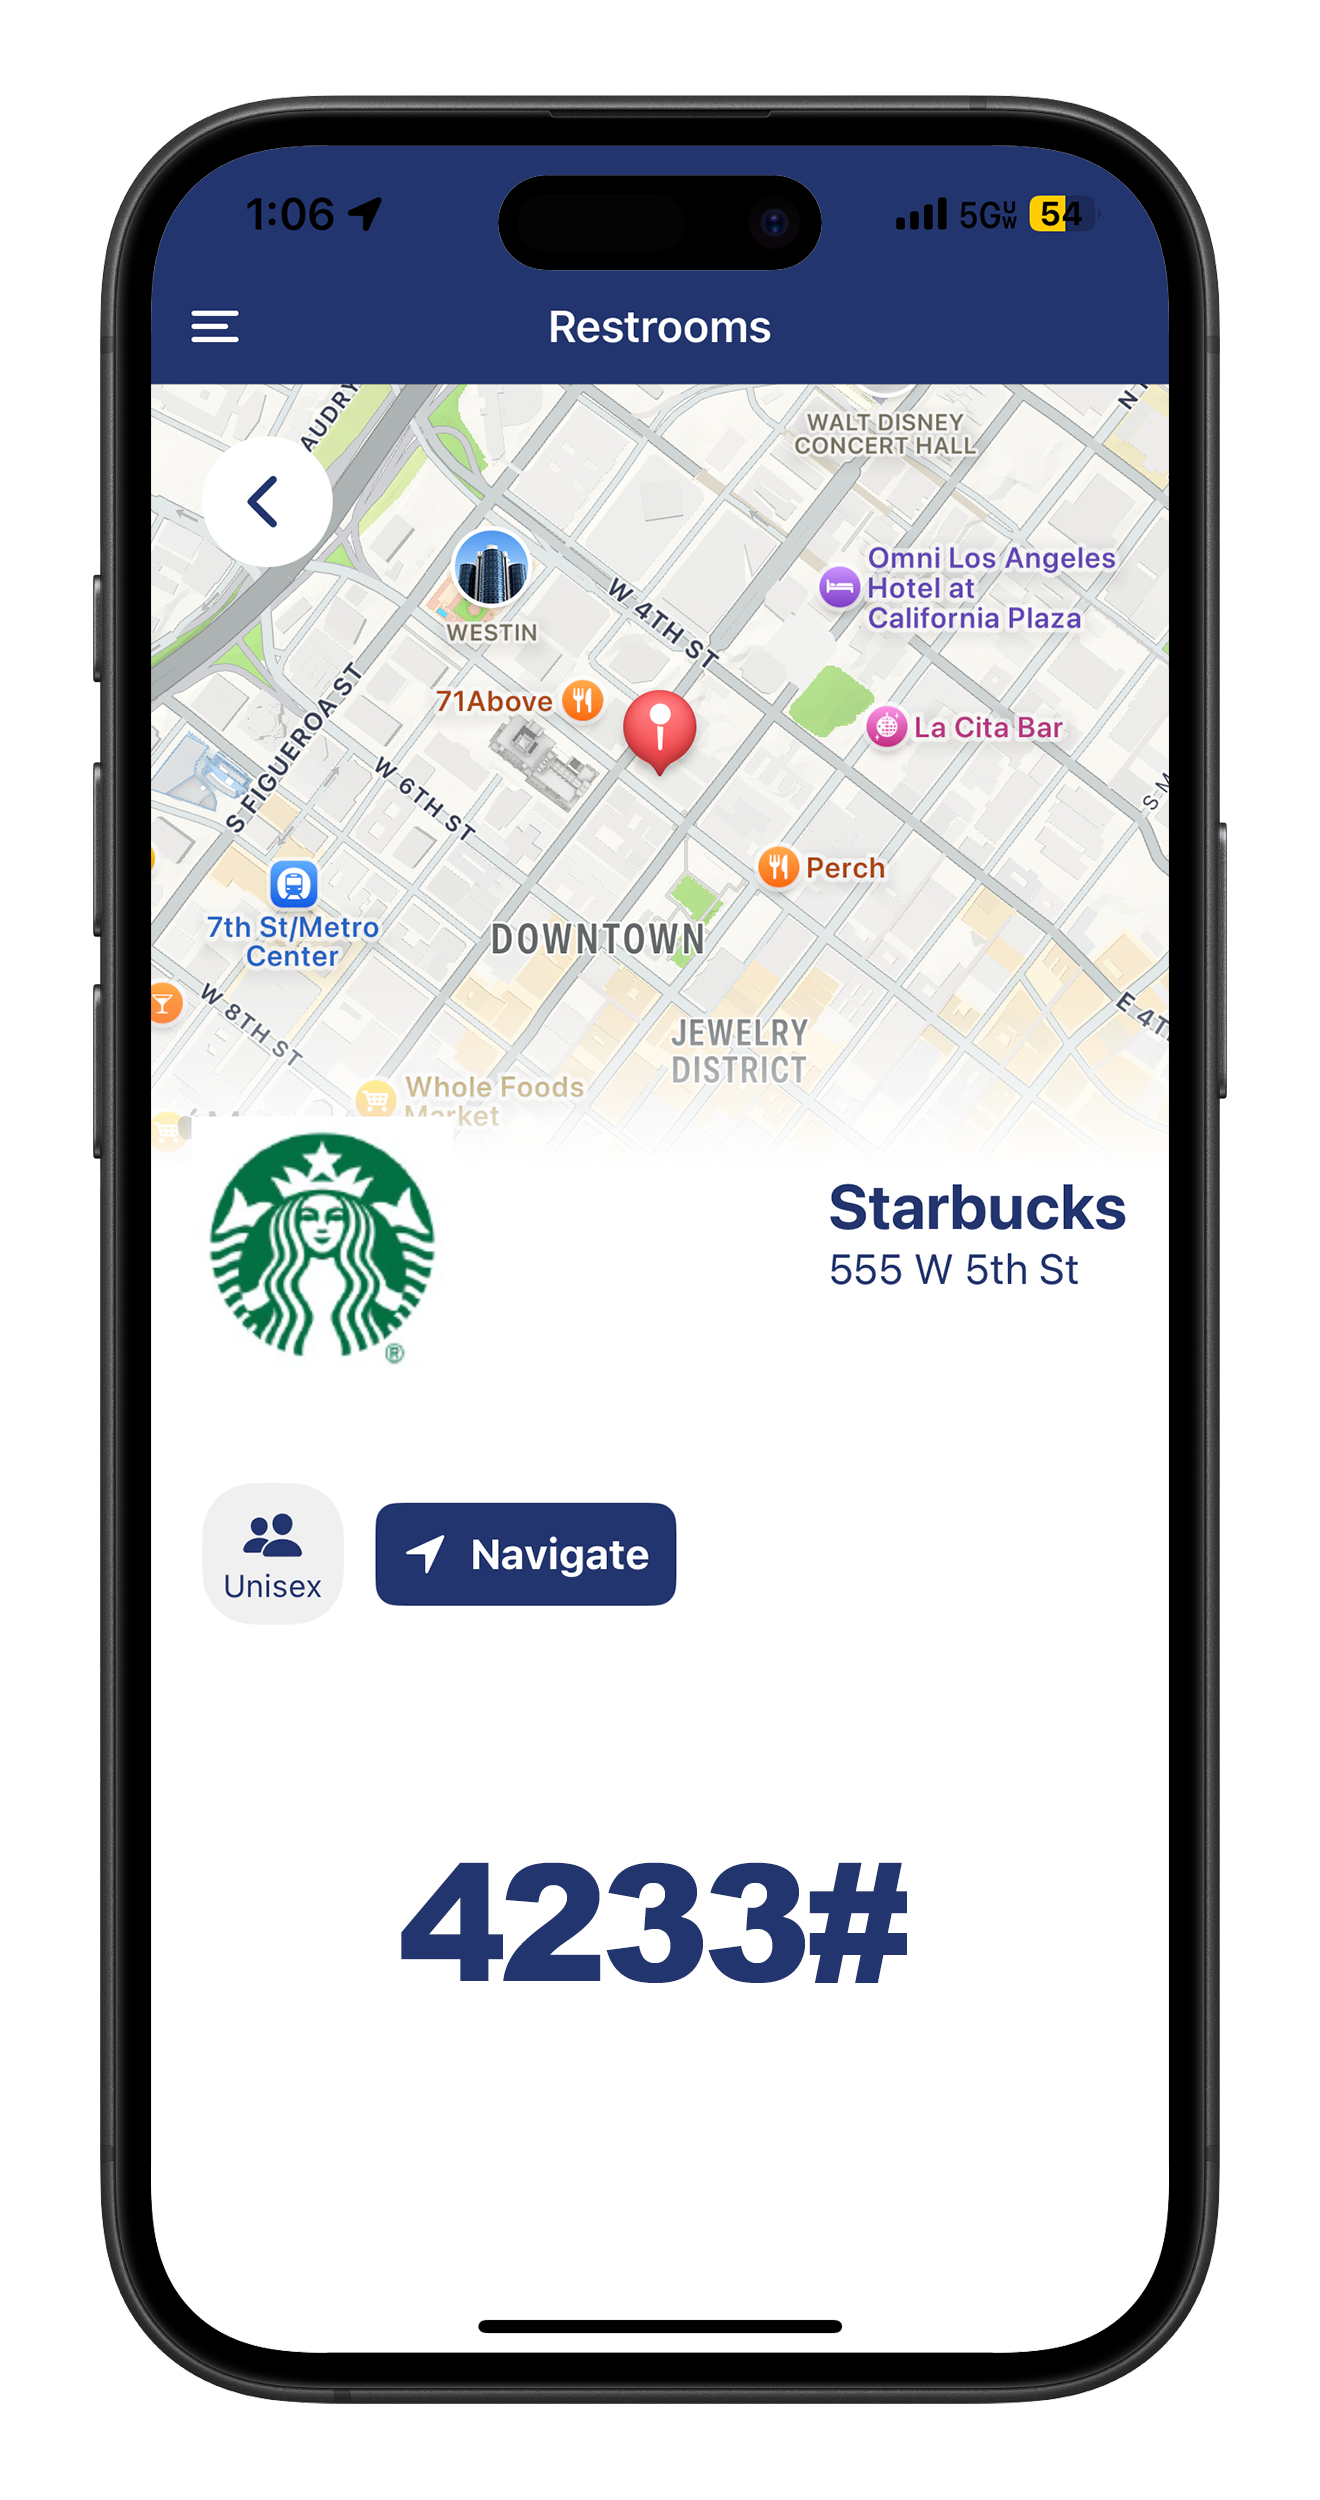 1:06
5G UW
54
Restrooms
AUDRY
WALT DISNEY
CONCERT HALL
Omni Los Angeles
Hotel at
California Plaza
WESTIN
W 4TH ST
71Above
La Cita Bar
S FIGUEROA ST
W 6TH ST
Perch
7th St/Metro
Center
DOWNTOWN
W 8TH ST
E 4T
JEWELRY
DISTRICT
Whole Foods
Market
Starbucks
555 W 5th St
®
Unisex
Navigate
4233#